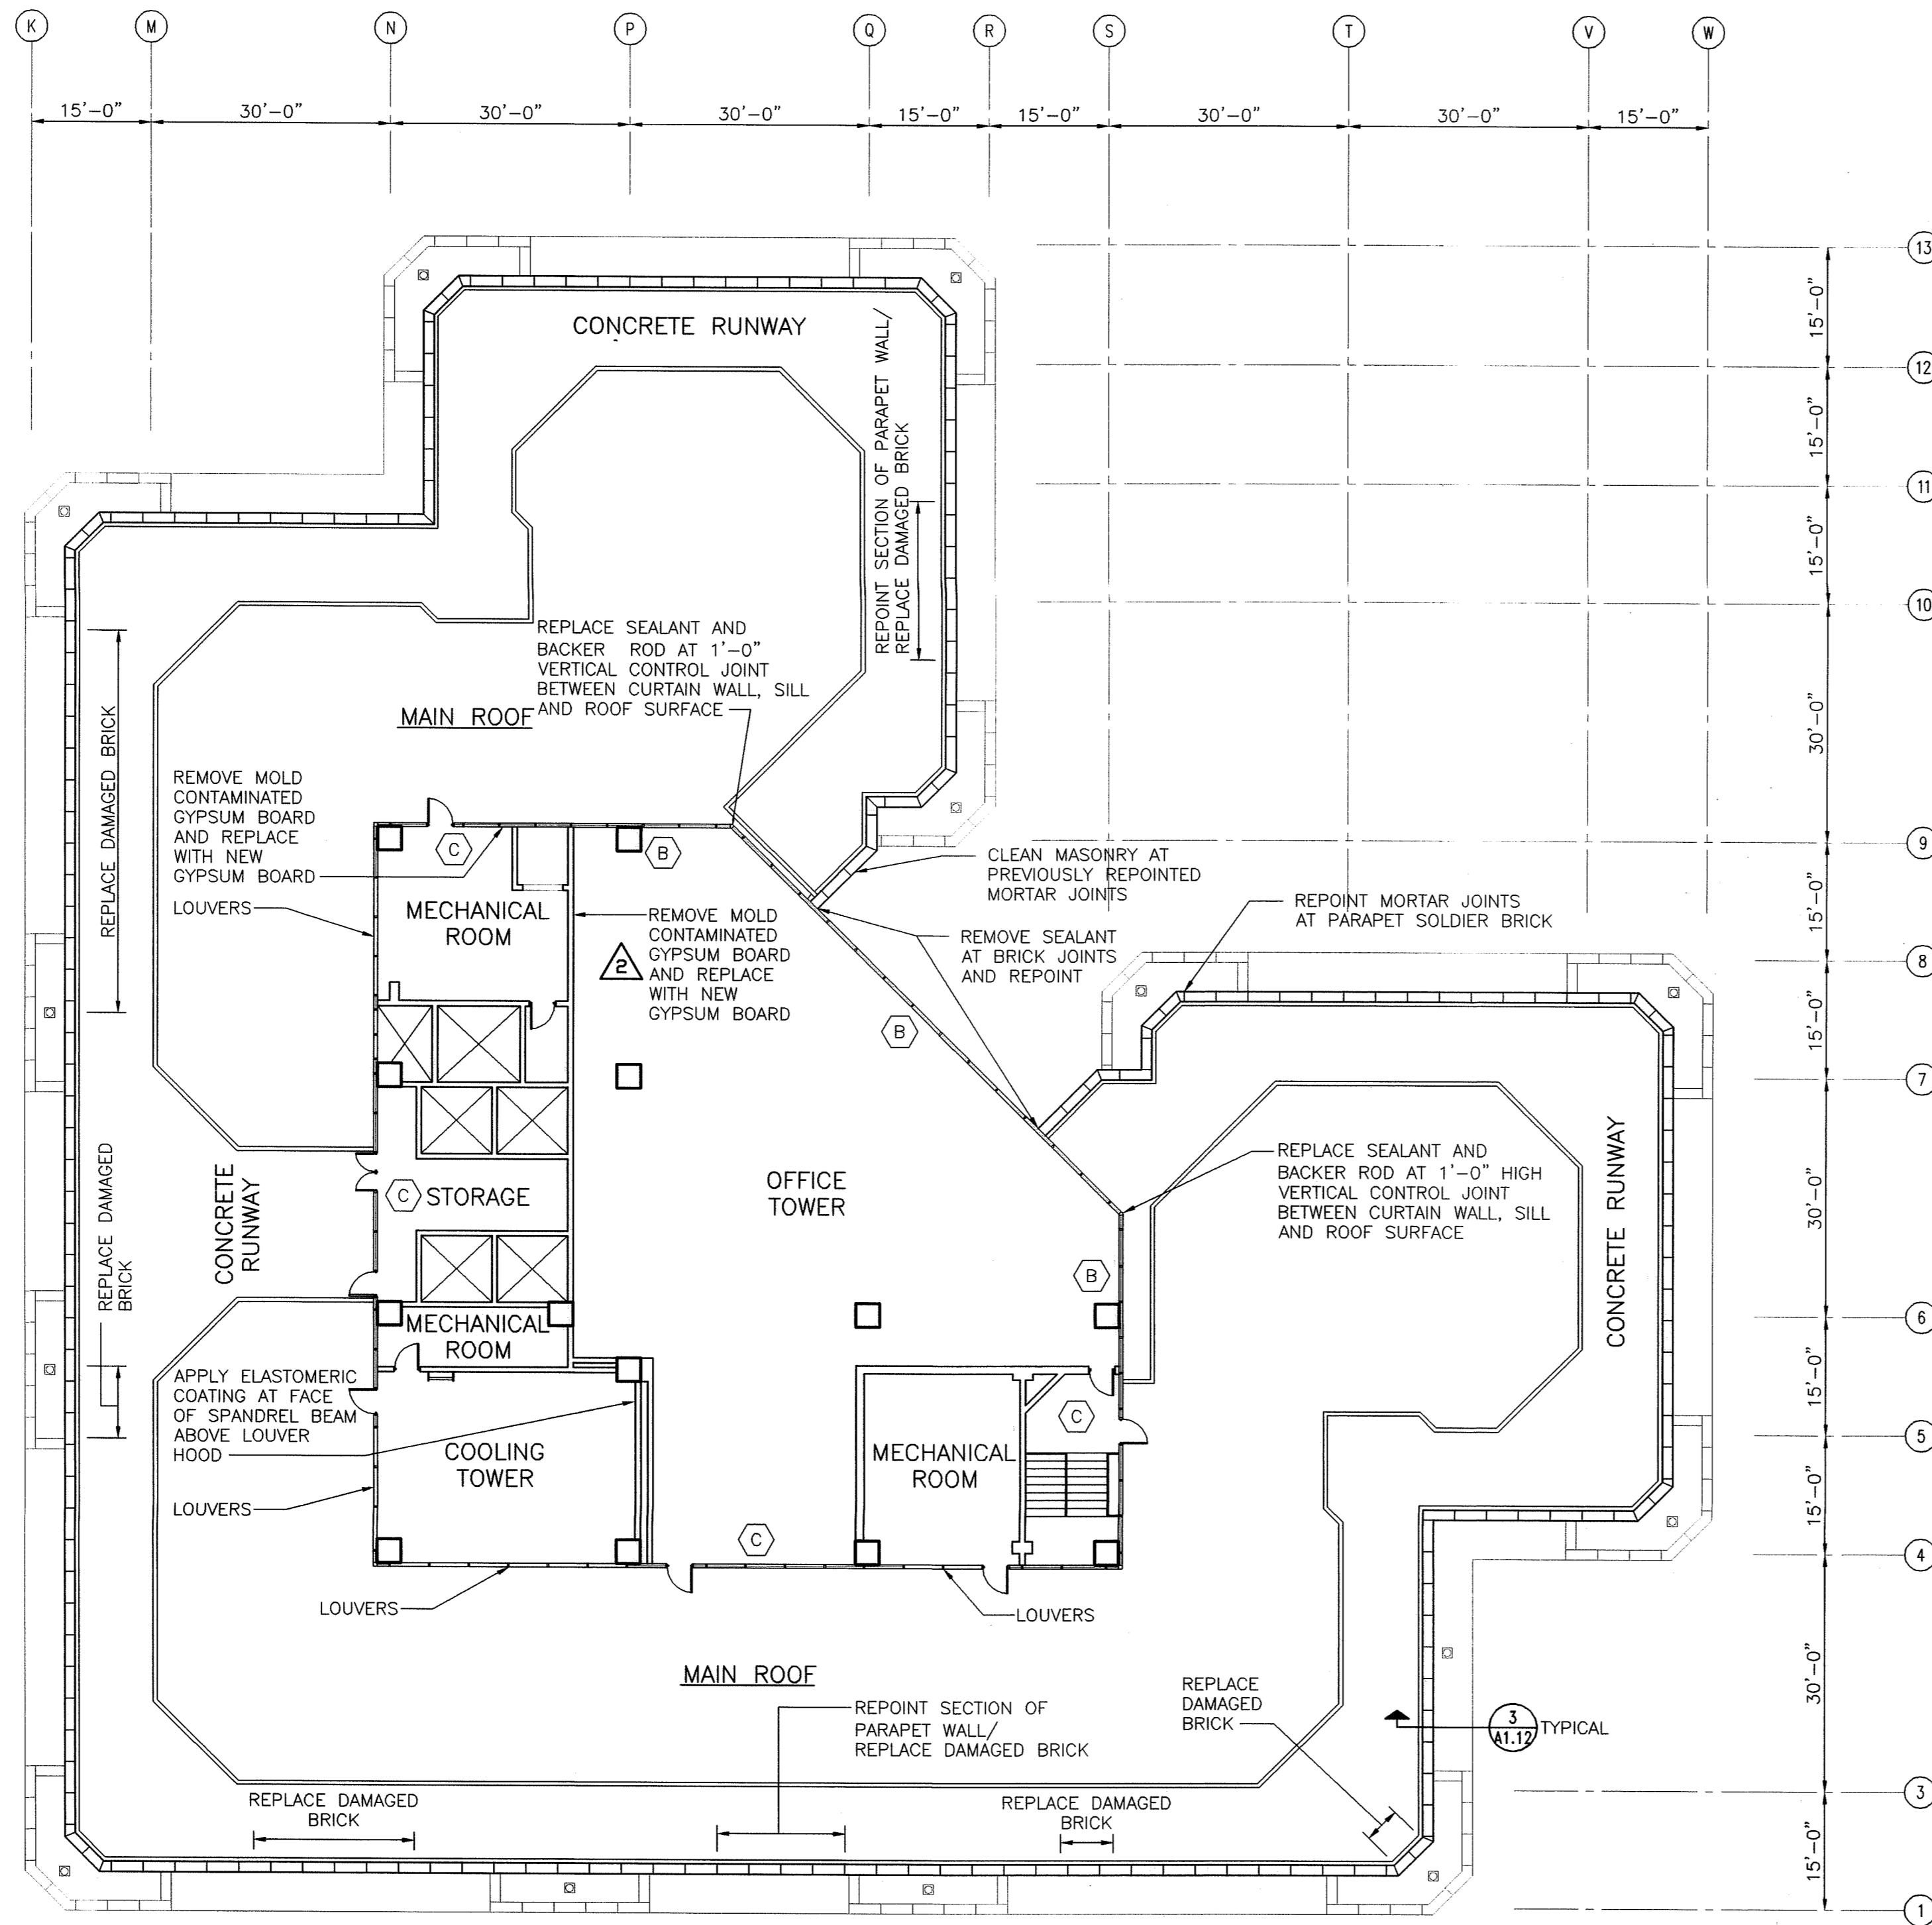 K
M
N
P
Q
R
S
T
V
W
15'-0"
30'-0"
30'-0"
30'-0"
15'-0"
15'-0"
30'-0"
30'-0"
15'-0"
13
15'-0"
12
15'-0"
11
15'-0"
10
30'-0"
9
15'-0"
8
15'-0"
7
30'-0"
6
15'-0"
5
15'-0"
4
30'-0"
3
15'-0"
1
CONCRETE RUNWAY
REPOINT SECTION OF PARAPET WALL/
REPLACE DAMAGED BRICK
REPLACE SEALANT AND
BACKER ROD AT 1'-0"
VERTICAL CONTROL JOINT
BETWEEN CURTAIN WALL, SILL
AND ROOF SURFACE
MAIN ROOF
REPLACE DAMAGED BRICK
REMOVE MOLD
CONTAMINATED
GYPSUM BOARD
AND REPLACE
WITH NEW
GYPSUM BOARD
LOUVERS
C
B
MECHANICAL
ROOM
REMOVE MOLD
CONTAMINATED
GYPSUM BOARD
AND REPLACE
WITH NEW
GYPSUM BOARD
2
CLEAN MASONRY AT
PREVIOUSLY REPOINTED
MORTAR JOINTS
REMOVE SEALANT
AT BRICK JOINTS
AND REPOINT
REPOINT MORTAR JOINTS
AT PARAPET SOLDIER BRICK
B
REPLACE DAMAGED
BRICK
CONCRETE
RUNWAY
C
STORAGE
OFFICE
TOWER
REPLACE SEALANT AND
BACKER ROD AT 1'-0" HIGH
VERTICAL CONTROL JOINT
BETWEEN CURTAIN WALL, SILL
AND ROOF SURFACE
CONCRETE RUNWAY
B
MECHANICAL
ROOM
APPLY ELASTOMERIC
COATING AT FACE
OF SPANDREL BEAM
ABOVE LOUVER
HOOD
COOLING
TOWER
MECHANICAL
ROOM
C
LOUVERS
C
LOUVERS
LOUVERS
MAIN ROOF
REPOINT SECTION OF
PARAPET WALL/
REPLACE DAMAGED BRICK
REPLACE
DAMAGED
BRICK
3
A1.12
TYPICAL
REPLACE DAMAGED
BRICK
REPLACE DAMAGED
BRICK